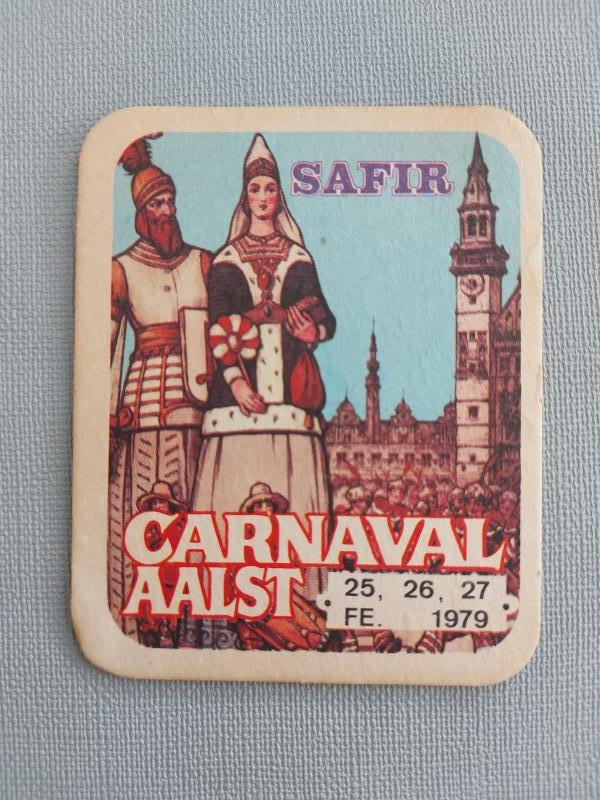 SAFIR
CARNAVAL
AALST
25, 26, 27
FE. 1979